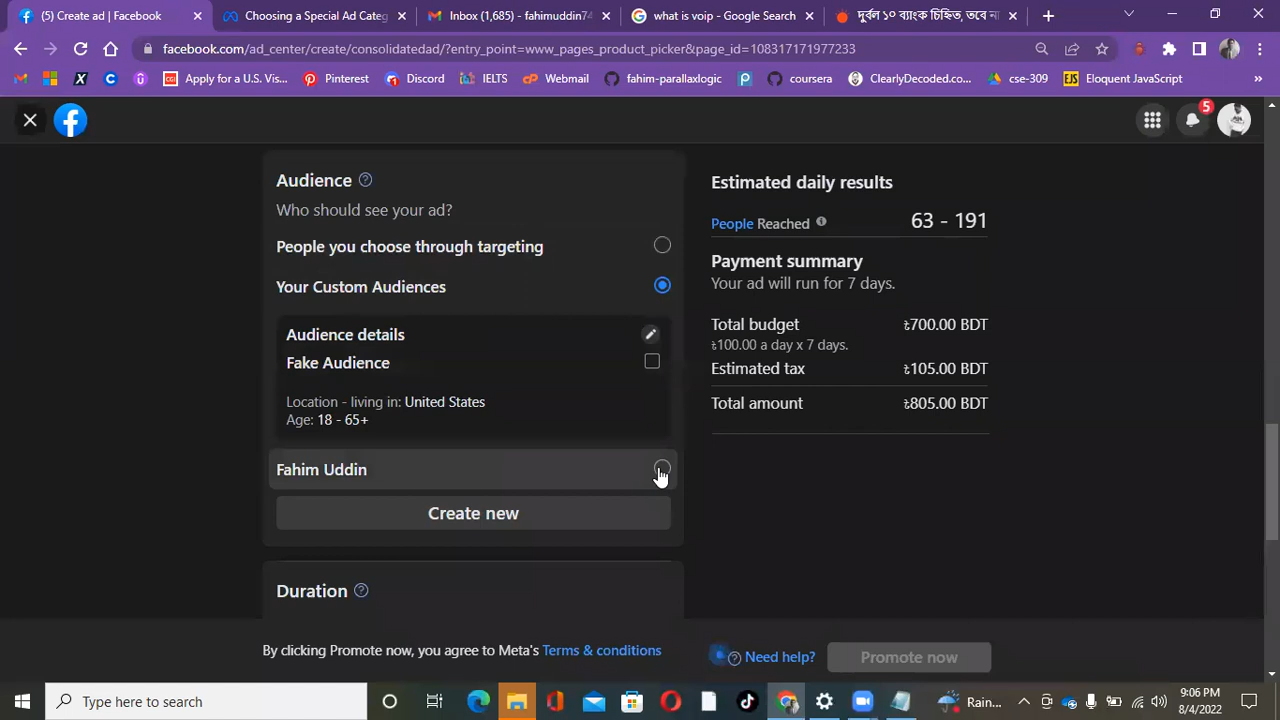 (5) Create ad | Facebook
Choosing a Special Ad Categ
Inbox (1,685) - fahimuddin74
what is voip - Google Search
দুর্বল ১০ ব্যাংক চিহ্নিত, তবে না
facebook.com/ad_center/create/consolidatedad/?entry_point=www_pages_product_picker&page_id=108317171977233
Apply for a U.S. Vis...
Pinterest
Discord
IELTS
Webmail
fahim-parallaxlogic
coursera
ClearlyDecoded.co...
cse-309
EJS
Eloquent JavaScript
»
5
Audience
Who should see your ad?
People you choose through targeting
Your Custom Audiences
Audience details
Fake Audience
Location - living in: United States
Age: 18 - 65+
Fahim Uddin
Create new
Duration
Estimated daily results
People Reached 63 - 191
Payment summary
Your ad will run for 7 days.
Total budget ৳700.00 BDT
৳100.00 a day x 7 days.
Estimated tax ৳105.00 BDT
Total amount ৳805.00 BDT
By clicking Promote now, you agree to Meta's Terms & conditions
Need help?
Promote now
Type here to search
Rain...
9:06 PM
8/4/2022